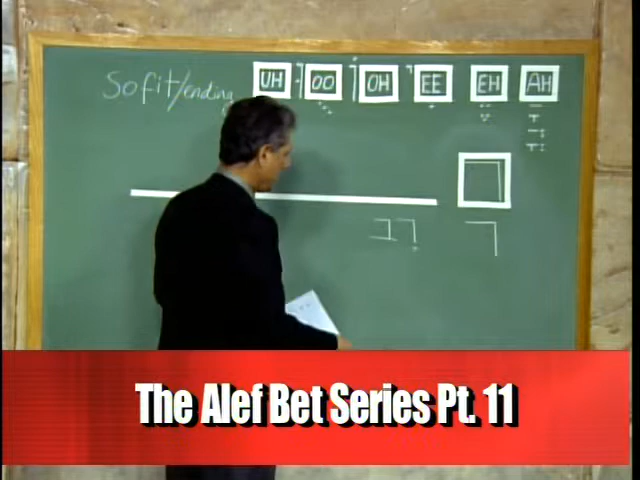 Sofit/ending UH OO OH EE EH AH
The Alef Bet Series Pt. 11